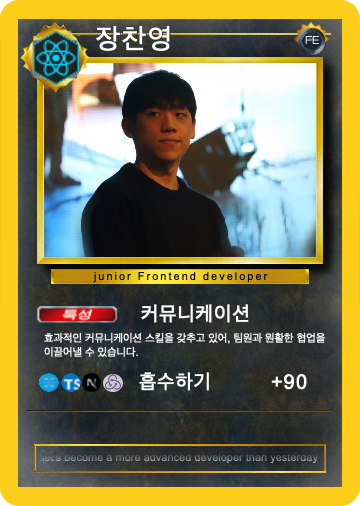 장찬영
FE
junior Frontend developer
특성
커뮤니케이션
효과적인 커뮤니케이션 스킬을 갖추고 있어, 팀원과 원활한 협업을
이끌어낼 수 있습니다.
TS N 흡수하기 +90
let's become a more advanced developer than yesterday